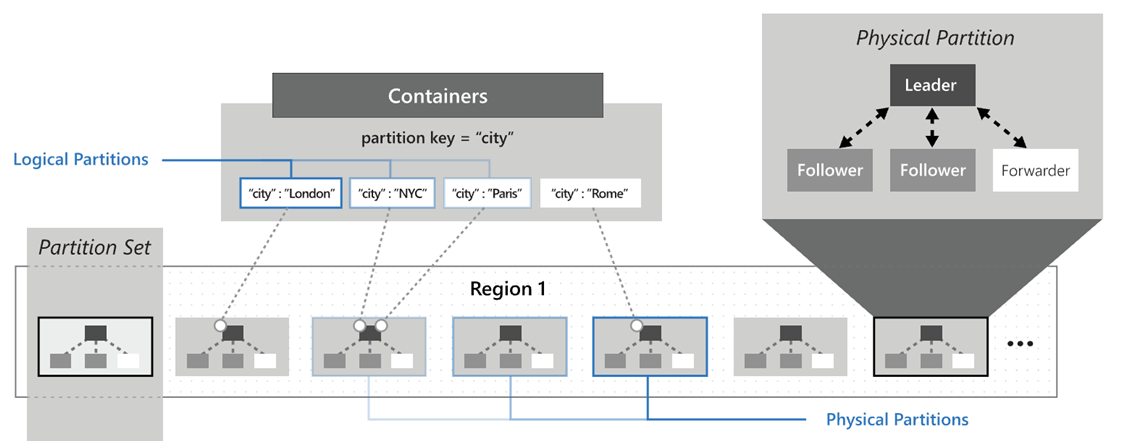 Physical Partition
Leader
Follower
Follower
Forwarder
Containers
partition key = “city”
Logical Partitions
“city” : ”London”
“city” : ”NYC”
“city” : ”Paris”
“city” : ”Rome”
Partition Set
Region 1
...
Physical Partitions